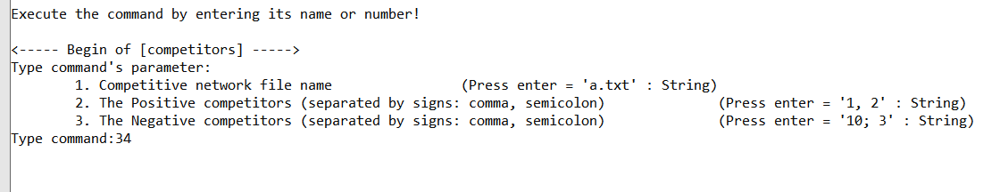 Execute the command by entering its name or number!
<----- Begin of [competitors] ----->
Type command's parameter:
1. Competitive network file name (Press enter = 'a.txt' : String)
2. The Positive competitors (separated by signs: comma, semicolon) (Press enter = '1, 2' : String)
3. The Negative competitors (separated by signs: comma, semicolon) (Press enter = '10; 3' : String)
Type command:34